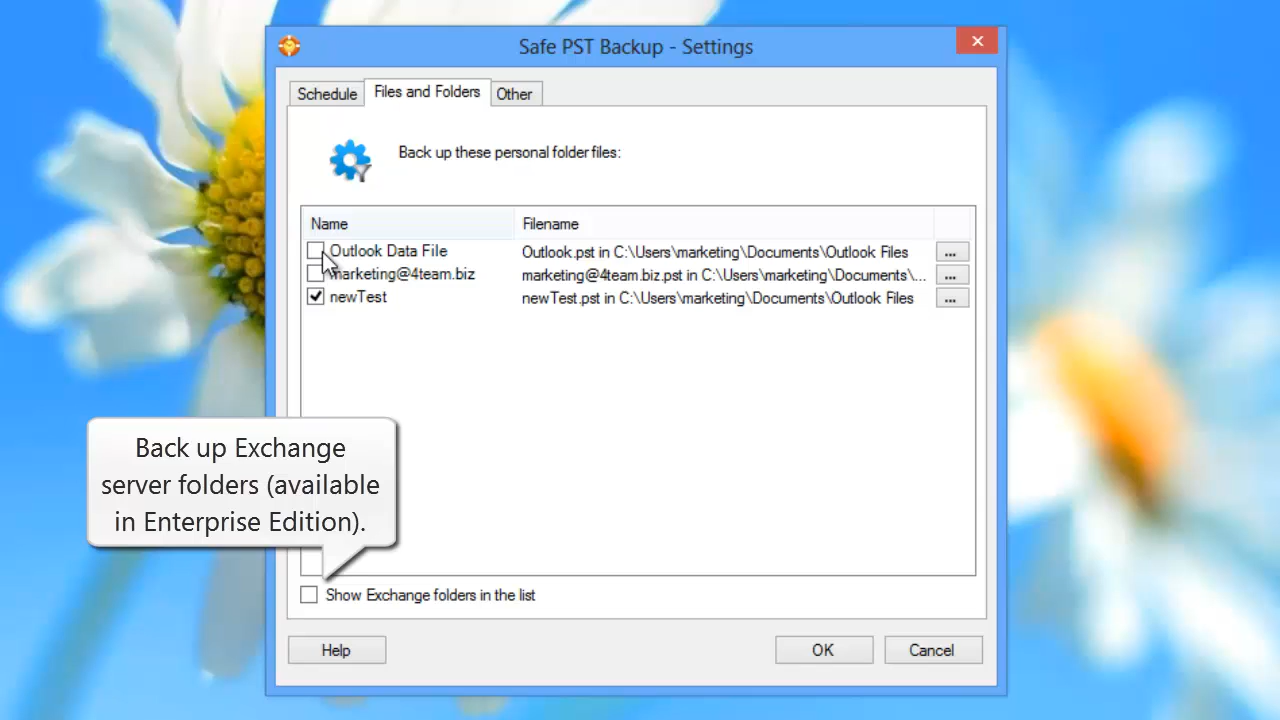 Safe PST Backup - Settings
Schedule
Files and Folders
Other
Back up these personal folder files:
Name
Filename
Outlook Data File
Outlook.pst in C:\Users\marketing\Documents\Outlook Files
...
marketing@4team.biz
marketing@4team.biz.pst in C:\Users\marketing\Documents\...
...
newTest
newTest.pst in C:\Users\marketing\Documents\Outlook Files
...
Back up Exchange
server folders (available
in Enterprise Edition).
Show Exchange folders in the list
Help
OK
Cancel